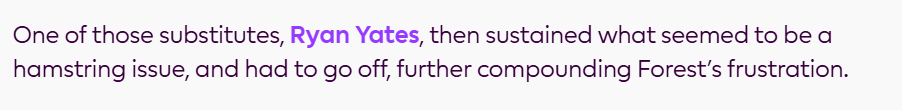 One of those substitutes, Ryan Yates, then sustained what seemed to be a
hamstring issue, and had to go off, further compounding Forest’s frustration.